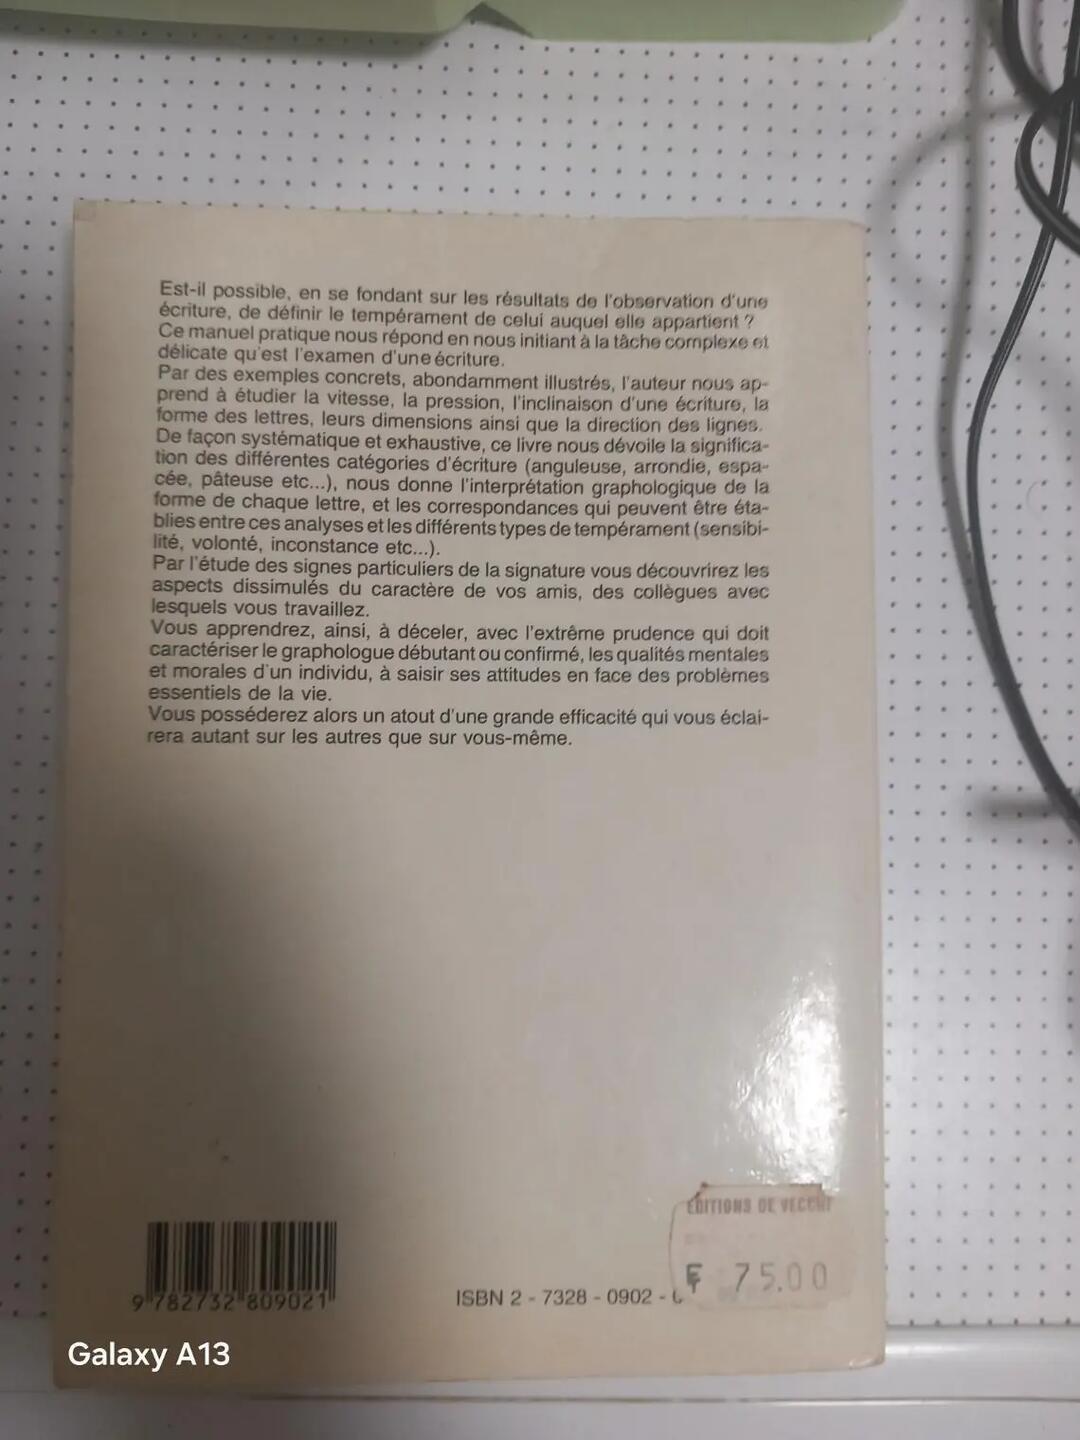 Est-il possible, en se fondant sur les résultats de l'observation d'une
écriture, de définir le tempérament de celui auquel elle appartient ?
Ce manuel pratique nous répond en nous initiant à la tâche complexe et
délicate qu'est l'examen d'une écriture.
Par des exemples concrets, abondamment illustrés, l'auteur nous ap-
prend à étudier la vitesse, la pression, l'inclinaison d'une écriture, la
forme des lettres, leurs dimensions ainsi que la direction des lignes.
De façon systématique et exhaustive, ce livre nous dévoile la significa-
tion des différentes catégories d'écriture (anguleuse, arrondie, espa-
cée, pâteuse etc...), nous donne l'interprétation graphologique de la
forme de chaque lettre, et les correspondances qui peuvent être éta-
blies entre ces analyses et les différents types de tempérament (sensibi-
lité, volonté, inconstance etc...).
Par l'étude des signes particuliers de la signature vous découvrirez les
aspects dissimulés du caractère de vos amis, des collègues avec
lesquels vous travaillez.
Vous apprendrez, ainsi, à déceler, avec l'extrême prudence qui doit
caractériser le graphologue débutant ou confirmé, les qualités mentales
et morales d'un individu, à saisir ses attitudes en face des problèmes
essentiels de la vie.
Vous posséderez alors un atout d'une grande efficacité qui vous éclai-
rera autant sur les autres que sur vous-même.
EDITIONS DE VECCHI
F 75.00
9 782732 809021
ISBN 2 - 7328 - 0902 -
Galaxy A13